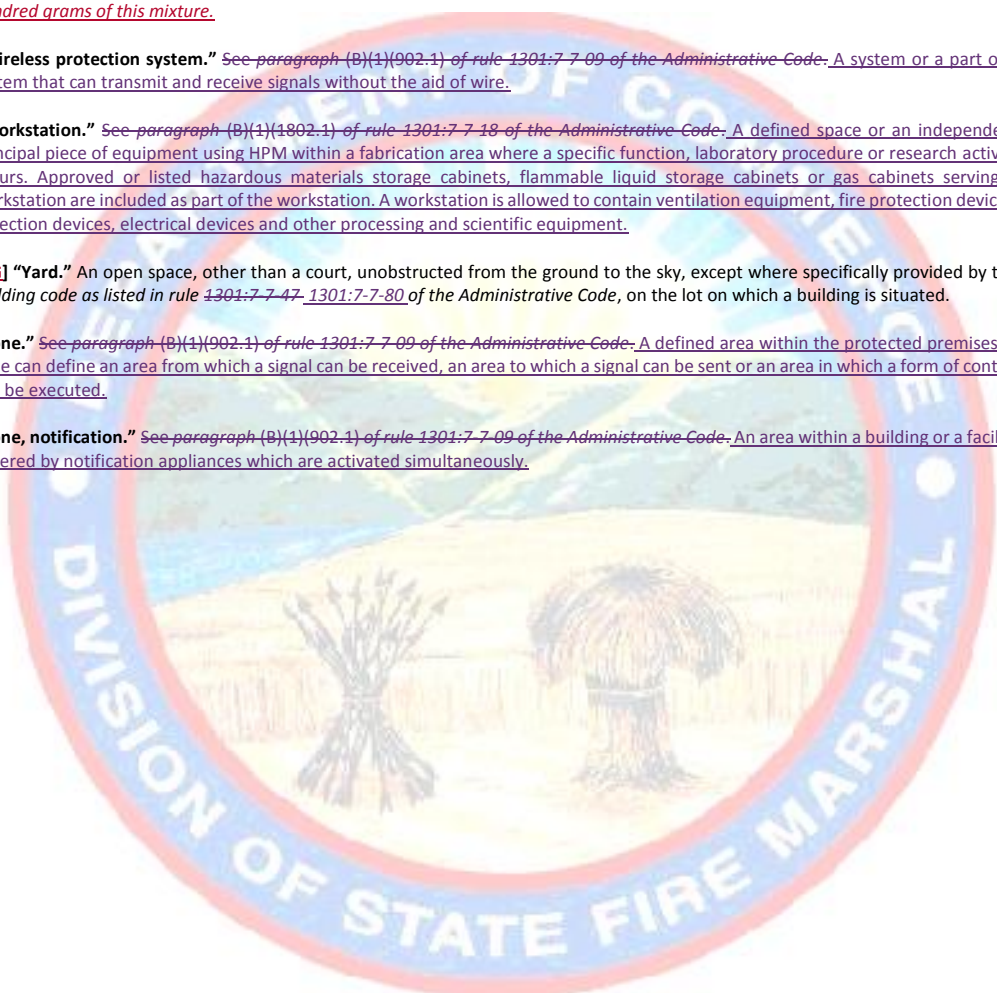 ndred grams of this mixture.
ireless protection system.” See paragraph (B)(1)(902.1) of rule 1301:7-7-09 of the Administrative Code. A system or a part o
tem that can transmit and receive signals without the aid of wire.
orkstation.” See paragraph (B)(1)(1802.1) of rule 1301:7-7-18 of the Administrative Code. A defined space or an independe
ncipal piece of equipment using HPM within a fabrication area where a specific function, laboratory procedure or research activ
urs. Approved or listed hazardous materials storage cabinets, flammable liquid storage cabinets or gas cabinets serving
rkstation are included as part of the workstation. A workstation is allowed to contain ventilation equipment, fire protection devic
ection devices, electrical devices and other processing and scientific equipment.
] “Yard.” An open space, other than a court, unobstructed from the ground to the sky, except where specifically provided by t
lding code as listed in rule 1301:7-7-47 1301:7-7-80 of the Administrative Code, on the lot on which a building is situated.
ne.” See paragraph (B)(1)(902.1) of rule 1301:7-7-09 of the Administrative Code. A defined area within the protected premises
e can define an area from which a signal can be received, an area to which a signal can be sent or an area in which a form of cont
be executed.
ne, notification.” See paragraph (B)(1)(902.1) of rule 1301:7-7-09 of the Administrative Code. An area within a building or a facil
ered by notification appliances which are activated simultaneously.
DEPARTMENT OF COMMERCE
DIVISION OF STATE FIRE MARSHAL